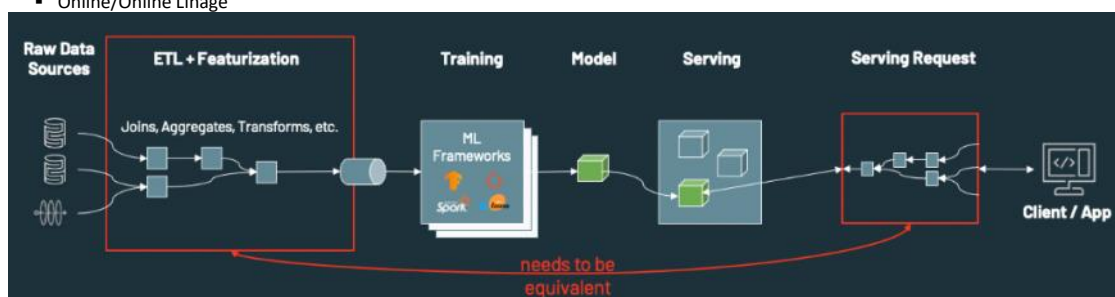 ▪ Online/Online Linage
Raw Data
Sources
ETL + Featurization
Training
Model
Serving
Serving Request
Joins, Aggregates, Transforms, etc.
ML
Frameworks
Spark
</>
Client / App
needs to be
equivalent